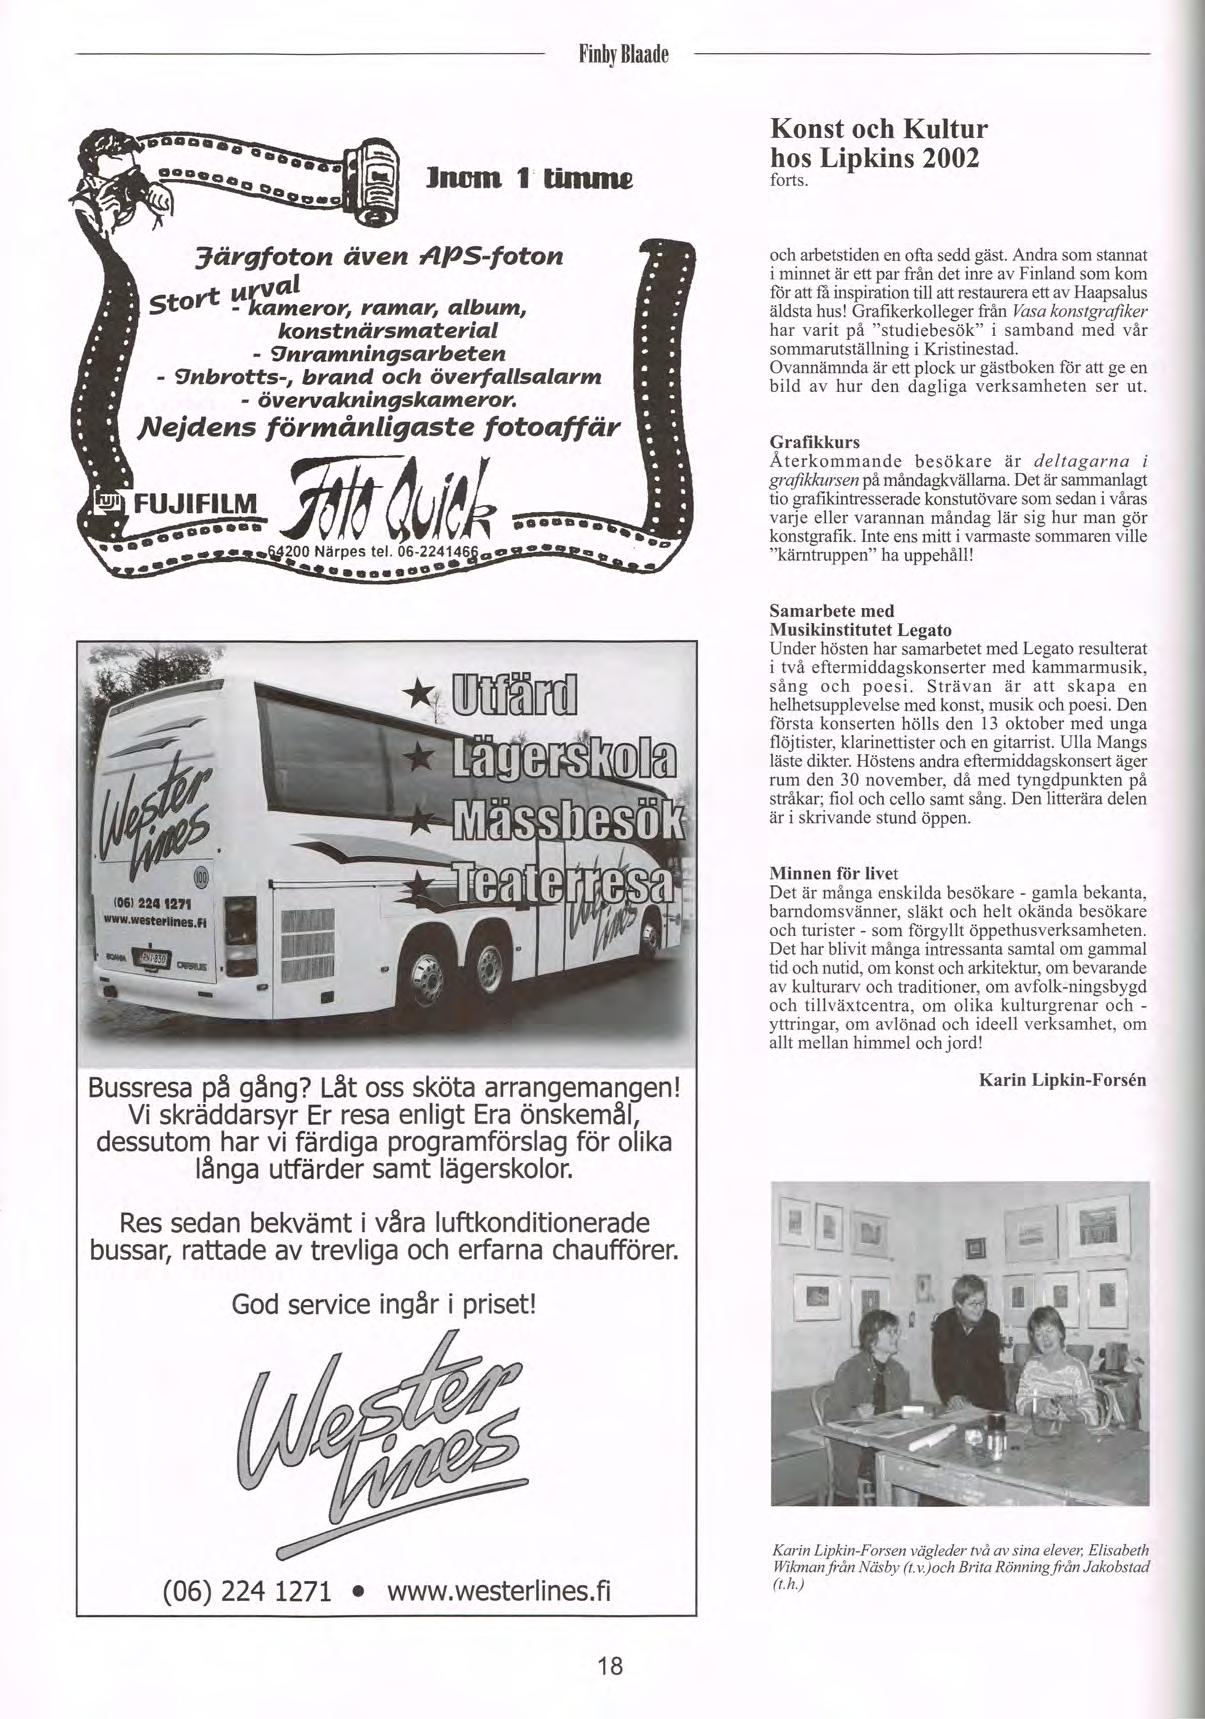 Finby Blaade
Inom 1 timme
Färgfoton även APS-foton
Stort urval
- kameror, ramar, album,
konstnärsmaterial
- Inramningsarbeten
- Inbrotts-, brand och överfallsalarm
- övervakningskameror.
Nejdens förmånligaste fotoaffär
FUJI FUJIFILM
Foto Quick
64200 Närpes tel. 06-2241466
★ Utfärd
★ Lägerskola
★ Mässbesök
★ Teaterresa
Wester
Lines
100
(06) 224 1271
www.westerlines.fi
SCANIA
CARRUS
Wester
Lines
Bussresa på gång? Låt oss sköta arrangemangen!
Vi skräddarsyr Er resa enligt Era önskemål,
dessutom har vi färdiga programförslag för olika
långa utfärder samt lägerskolor.
Res sedan bekvämt i våra luftkonditionerade
bussar, rattade av trevliga och erfarna chaufförer.
God service ingår i priset!
Wester
Lines
(06) 224 1271 • www.westerlines.fi
Konst och Kultur
hos Lipkins 2002
forts.
och arbetstiden en ofta sedd gäst. Andra som stannat
i minnet är ett par från det inre av Finland som kom
för att få inspiration till att restaurera ett av Haapsalus
äldsta hus! Grafikerkolleger från Vasa konstgrafiker
har varit på ”studiebesök” i samband med vår
sommarutställning i Kristinestad.
Ovannämnda är ett plock ur gästboken för att ge en
bild av hur den dagliga verksamheten ser ut.
Grafikkurs
Återkommande besökare är deltagarna i
grafikkursen på måndagkvällarna. Det är sammanlagt
tio grafikintresserade konstutövare som sedan i våras
varje eller varannan måndag lär sig hur man gör
konstgrafik. Inte ens mitt i varmaste sommaren ville
”kärntruppen” ha uppehåll!
Samarbete med
Musikinstitutet Legato
Under hösten har samarbetet med Legato resulterat
i två eftermiddagskonserter med kammarmusik,
sång och poesi. Strävan är att skapa en
helhetsupplevelse med konst, musik och poesi. Den
första konserten hölls den 13 oktober med unga
flöjtister, klarinettister och en gitarrist. Ulla Mangs
läste dikter. Höstens andra eftermiddagskonsert äger
rum den 30 november, då med tyngdpunkten på
stråkar; fiol och cello samt sång. Den litterära delen
är i skrivande stund öppen.
Minnen för livet
Det är många enskilda besökare - gamla bekanta,
barndomsvänner, släkt och helt okända besökare
och turister - som förgyllt öppethusverksamheten.
Det har blivit många intressanta samtal om gammal
tid och nutid, om konst och arkitektur, om bevarande
av kulturarv och traditioner, om avfolk-ningsbygd
och tillväxtcentra, om olika kulturgrenar och -
yttringar, om avlönad och ideell verksamhet, om
allt mellan himmel och jord!
Karin Lipkin-Forsén
Karin Lipkin-Forsen vägleder två av sina elever, Elisabeth
Wikman från Näsby (t.v.)och Brita Rönning från Jakobstad
(t.h.)
18